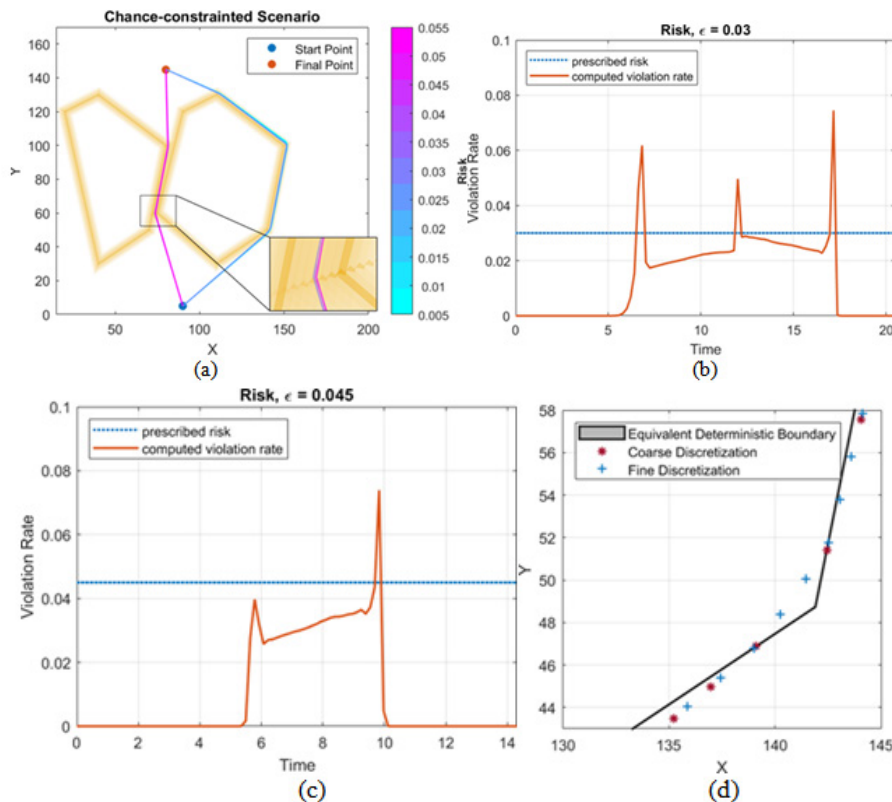 Chance-constrainted Scenario
Start Point
Final Point
Y
160
140
120
100
80
60
40
20
0
50
100
150
200
X
0.055
0.05
0.045
0.04
0.035
0.03
0.025
0.02
0.015
0.01
0.005
Risk
(a)
Risk, ϵ = 0.03
prescribed risk
computed violation rate
Violation Rate
0.1
0.08
0.06
0.04
0.02
0
0
5
10
15
20
Time
(b)
Risk, ϵ = 0.045
prescribed risk
computed violation rate
Violation Rate
0.1
0.08
0.06
0.04
0.02
0
0
2
4
6
8
10
12
14
Time
(c)
Equivalent Deterministic Boundary
Coarse Discretization
Fine Discretization
Y
58
56
54
52
50
48
46
44
130
135
140
145
X
(d)